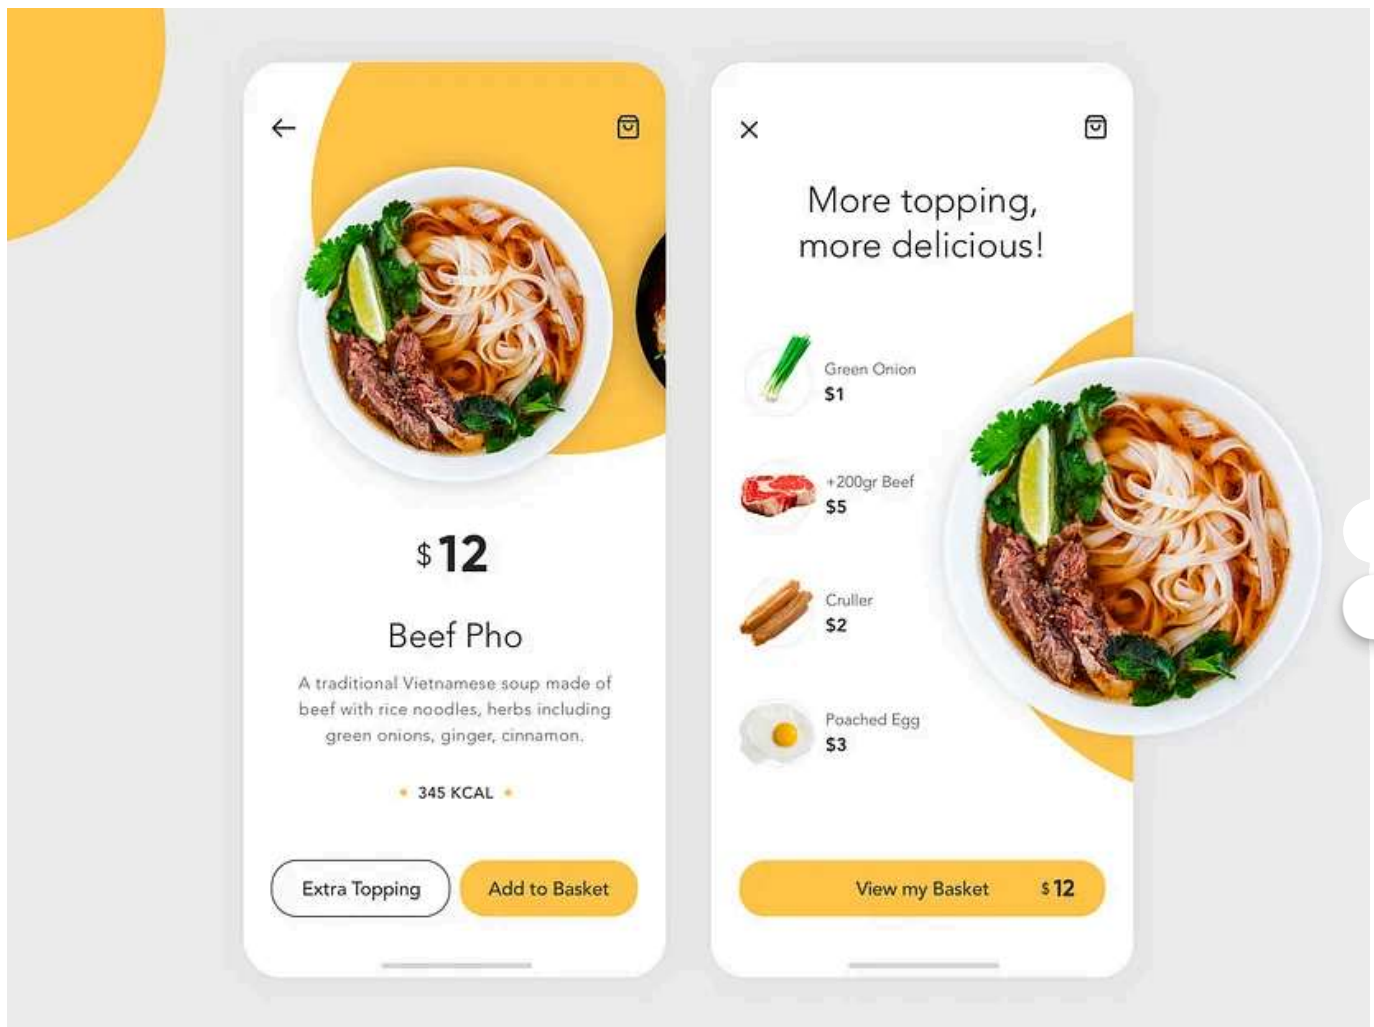 $ 12
Beef Pho
A traditional Vietnamese soup made of
beef with rice noodles, herbs including
green onions, ginger, cinnamon.
345 KCAL
Extra Topping
Add to Basket
More topping,
more delicious!
Green Onion
$1
+200gr Beef
$5
Cruller
$2
Poached Egg
$3
View my Basket $ 12